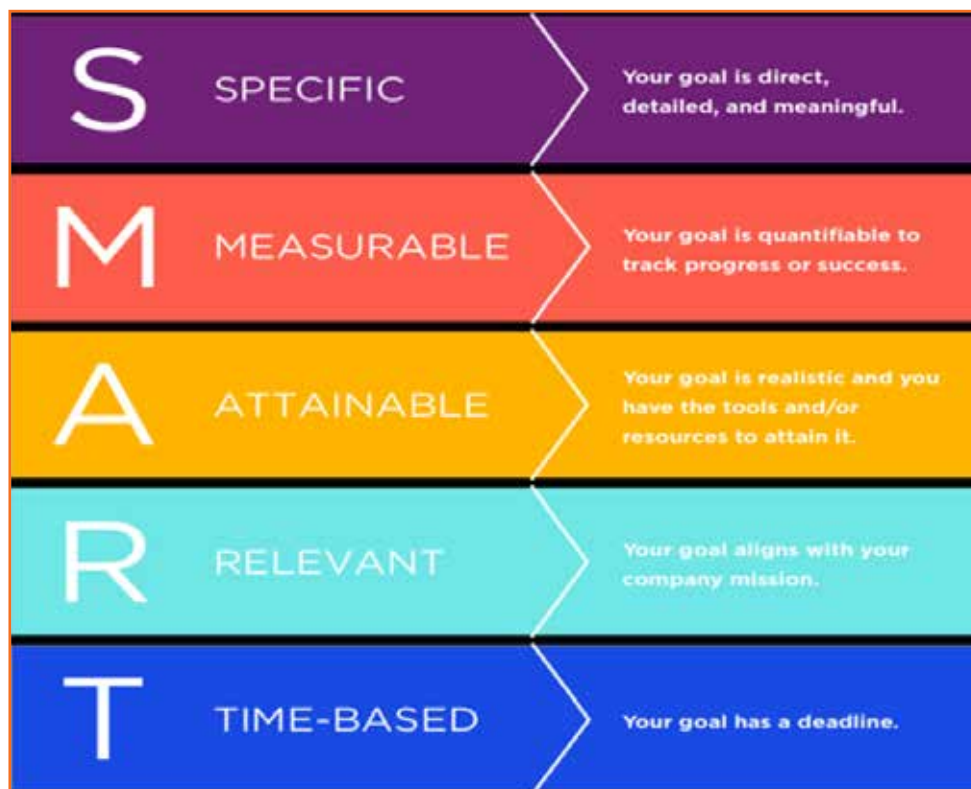 S SPECIFIC
Your goal is direct,
detailed, and meaningful.
M MEASURABLE
Your goal is quantifiable to
track progress or success.
A ATTAINABLE
Your goal is realistic and you
have the tools and/or
resources to attain it.
R RELEVANT
Your goal aligns with your
company mission.
T TIME-BASED
Your goal has a deadline.